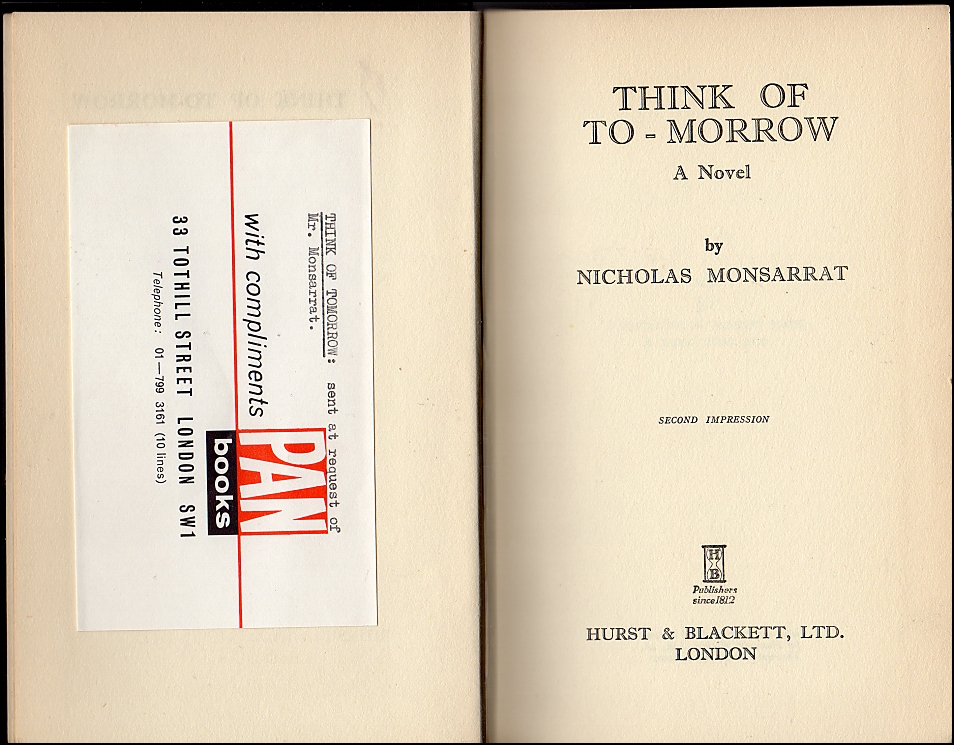 THINK OF TOMORROW: sent at request of
Mr. Monsarrat.
with compliments
PAN
books
33 TOTHILL STREET LONDON SW1
Telephone: 01—799 3161 (10 lines)
THINK OF
TO - MORROW
A Novel
by
NICHOLAS MONSARRAT
SECOND IMPRESSION
H
B
Publishers
since 1812
HURST & BLACKETT, LTD.
LONDON